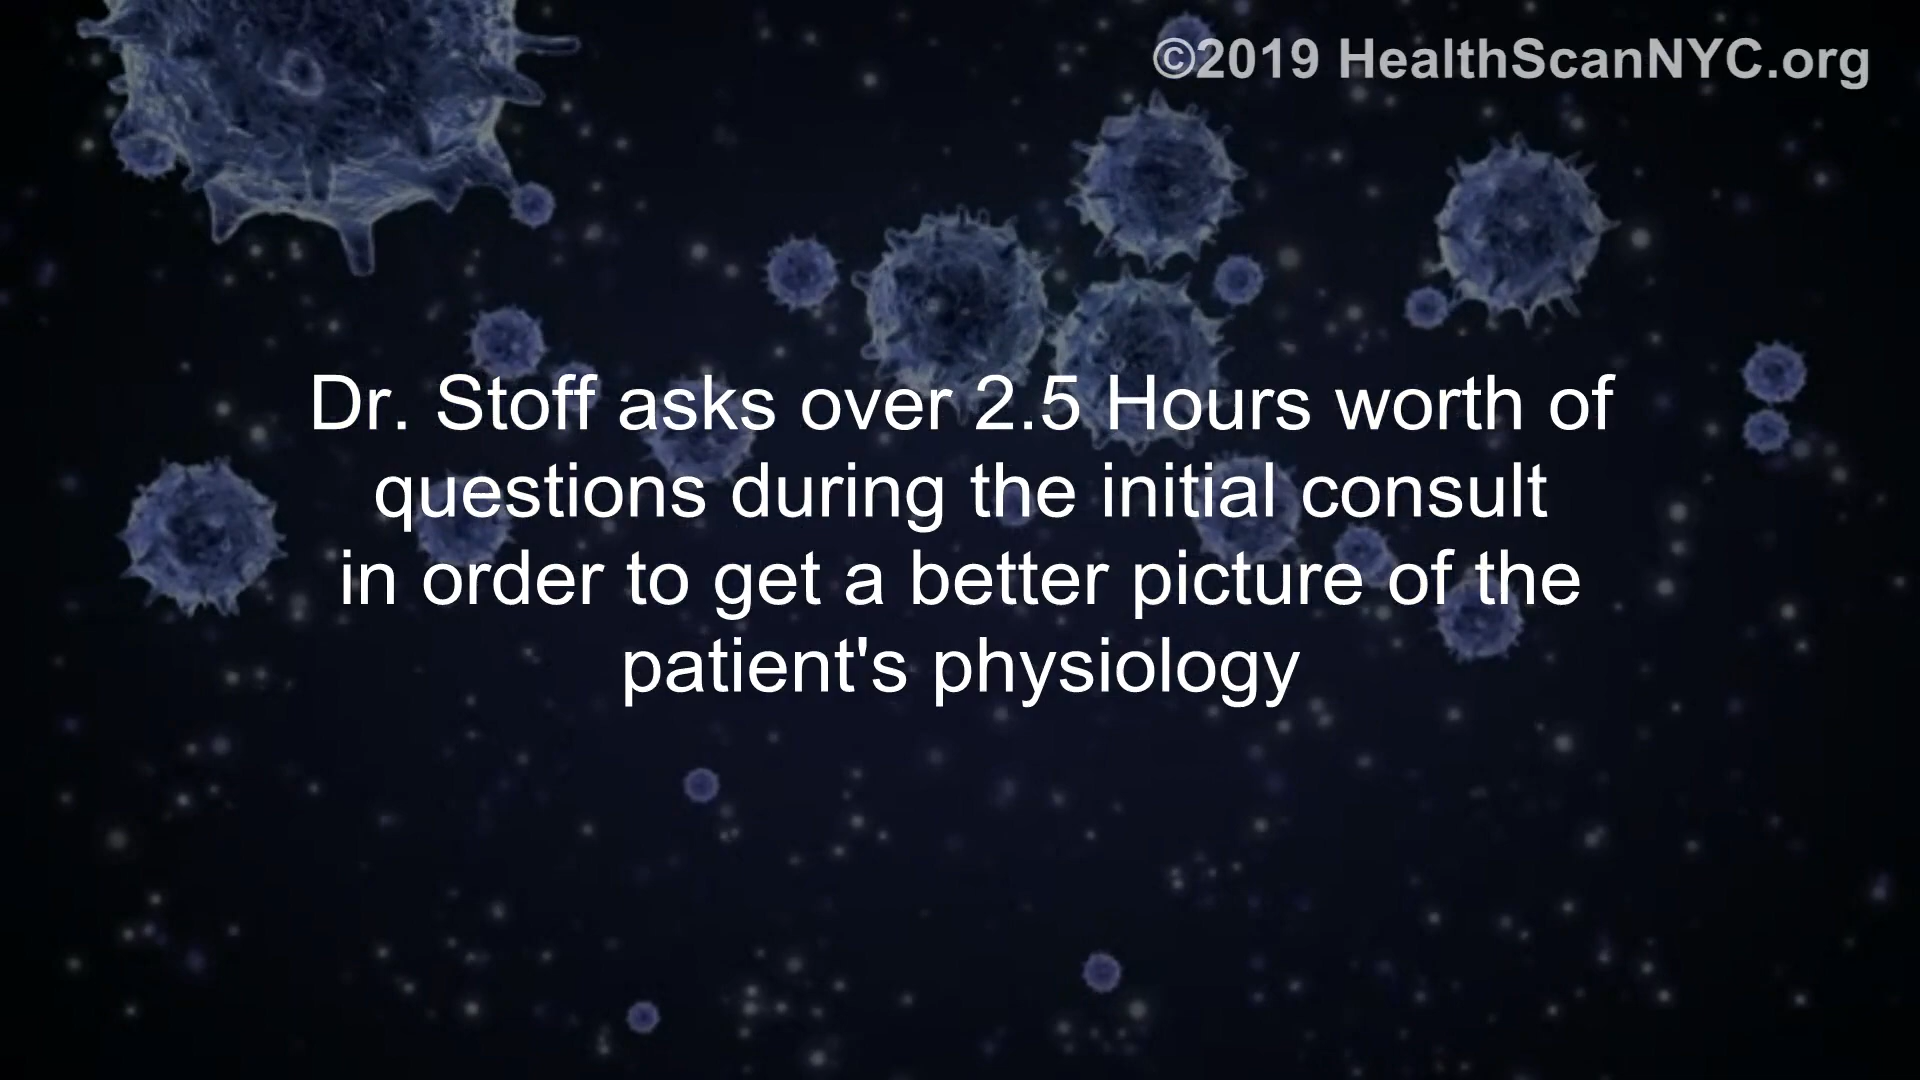 ©2019 HealthScanNYC.org
Dr. Stoff asks over 2.5 Hours worth of
questions during the initial consult
in order to get a better picture of the
patient's physiology